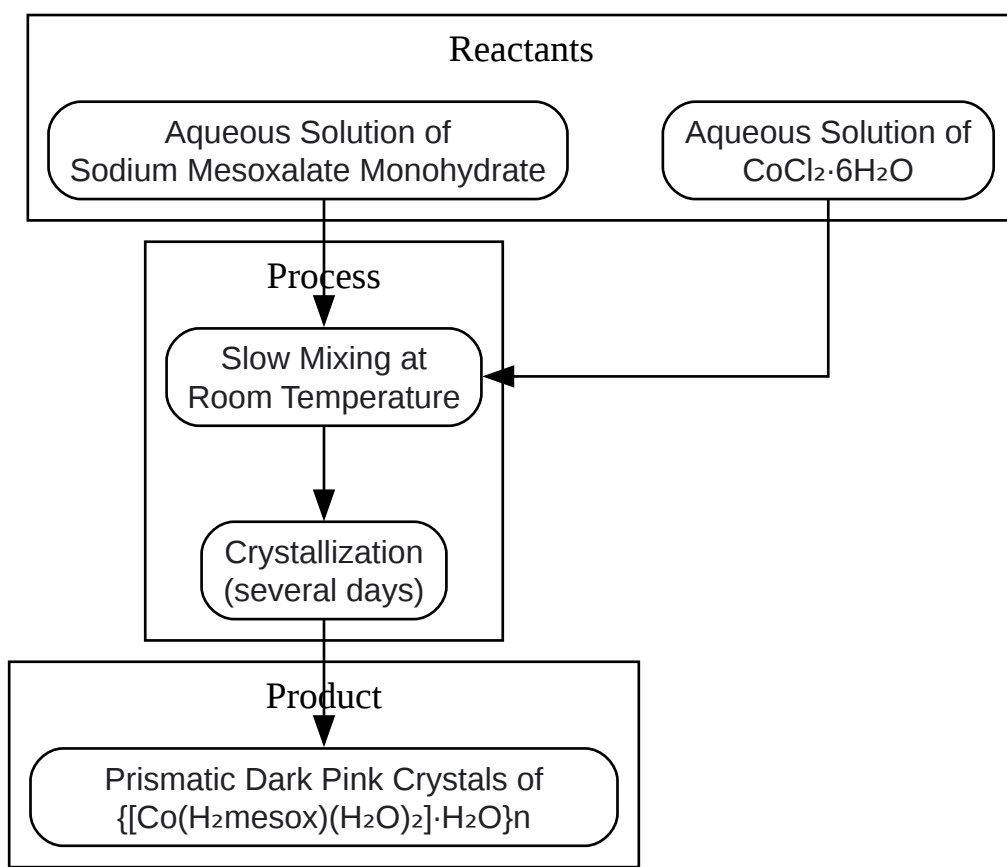 Reactants
Aqueous Solution of
Sodium Mesoxalate Monohydrate
Aqueous Solution of
CoCl₂·6H₂O
Process
Slow Mixing at
Room Temperature
Crystallization
(several days)
Product
Prismatic Dark Pink Crystals of
{[Co(H₂mesox)(H₂O)₂]·H₂O}n